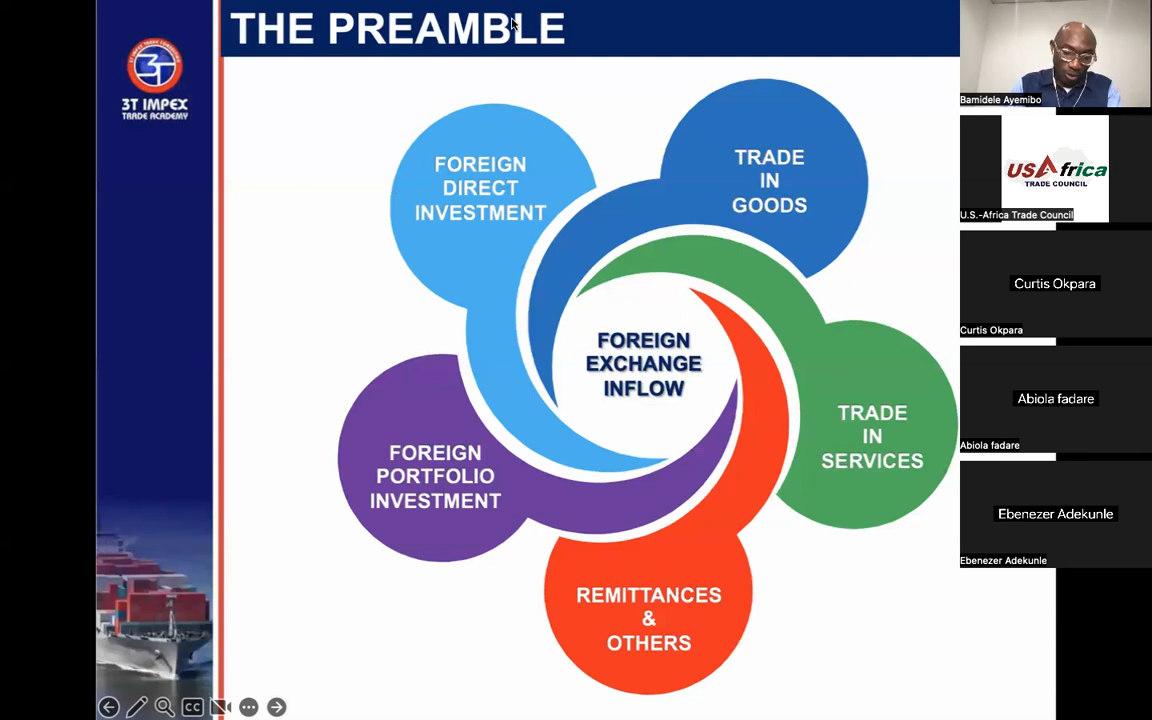 THE PREAMBLE
3T
3T IMPEX
TRADE ACADEMY
FOREIGN
DIRECT
INVESTMENT
TRADE
IN
GOODS
FOREIGN
EXCHANGE
INFLOW
TRADE
IN
SERVICES
FOREIGN
PORTFOLIO
INVESTMENT
REMITTANCES
&
OTHERS
CC
Bamidele Ayemibo
USAfrica
TRADE COUNCIL
U.S.-Africa Trade Council
Curtis Okpara
Curtis Okpara
Abiola fadare
Abiola fadare
Ebenezer Adekunle
Ebenezer Adekunle